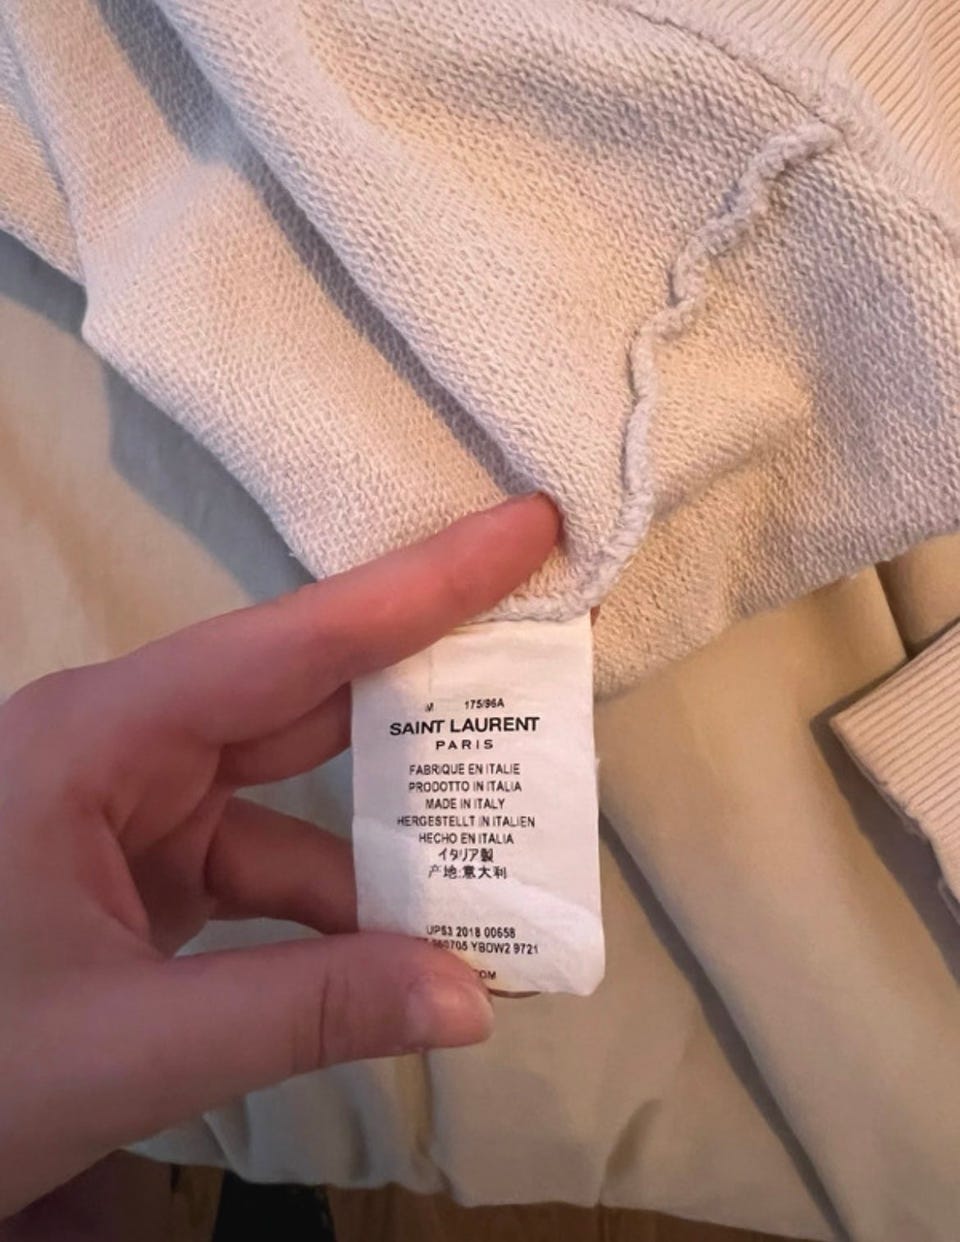 M 175/96A
SAINT LAURENT
PARIS
FABRIQUE EN ITALIE
PRODOTTO IN ITALIA
MADE IN ITALY
HERGESTELLT IN ITALIEN
HECHO EN ITALIA
イタリア製
产地:意大利
UPS3 2018 00658
YBDW2 9721